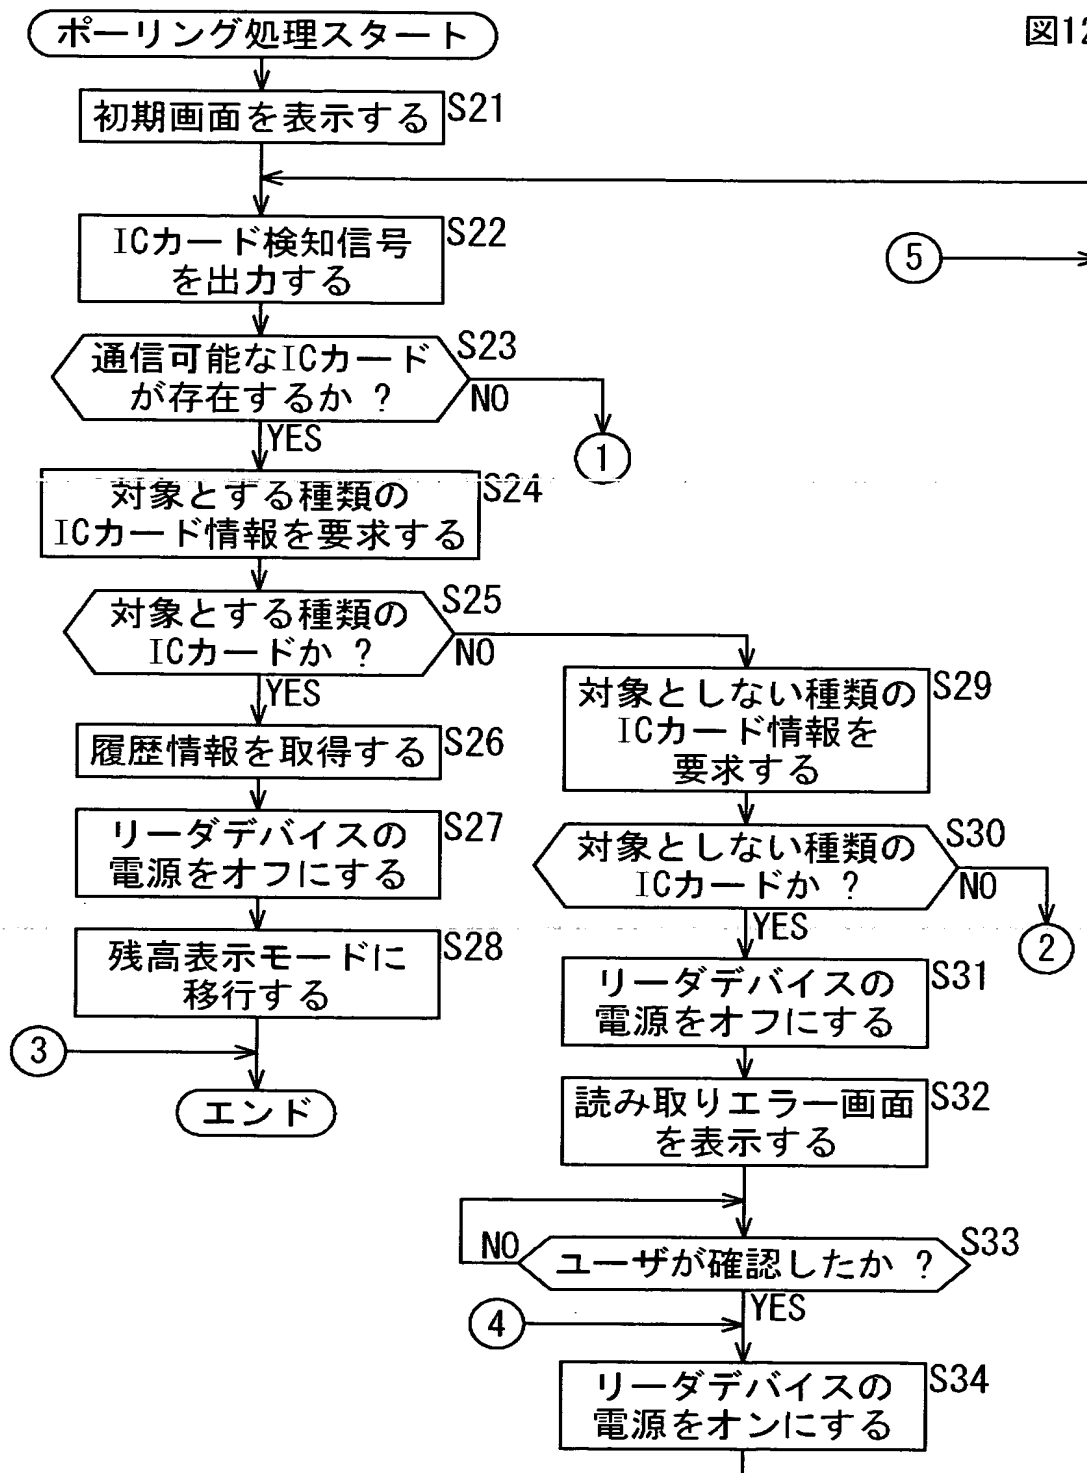 図12
ポーリング処理スタート
初期画面を表示する
S21
ICカード検知信号
を出力する
S22
5
通信可能なICカード
が存在するか ?
S23
NO
YES
1
対象とする種類の
ICカード情報を要求する
S24
対象とする種類の
ICカードか ?
S25
NO
YES
履歴情報を取得する
S26
リーダデバイスの
電源をオフにする
S27
残高表示モードに
移行する
S28
3
エンド
対象としない種類の
ICカード情報を
要求する
S29
対象としない種類の
ICカードか ?
S30
NO
YES
2
リーダデバイスの
電源をオフにする
S31
読み取りエラー画面
を表示する
S32
NO
ユーザが確認したか ?
S33
YES
4
リーダデバイスの
電源をオンにする
S34